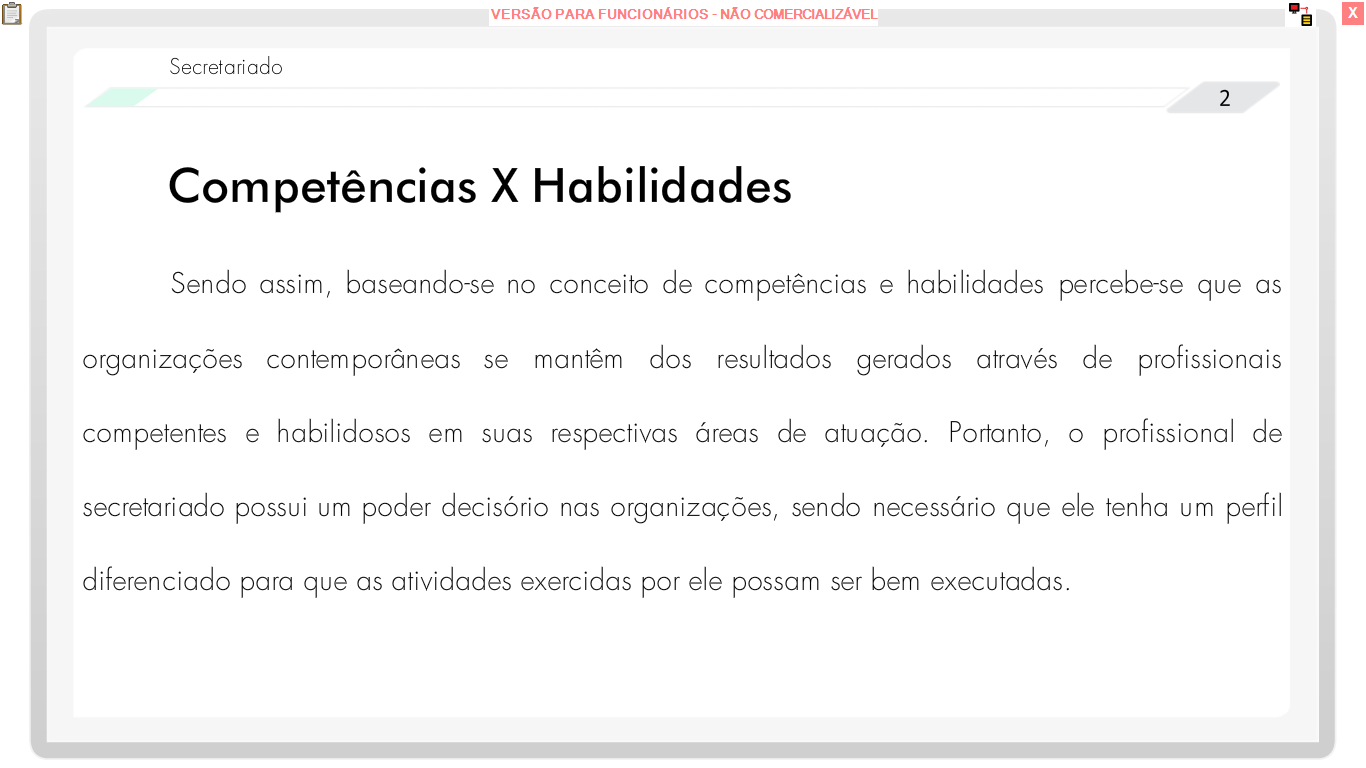 VERSÃO PARA FUNCIONÁRIOS - NÃO COMERCIALIZÁVEL
X
Secretariado
2
Competências X Habilidades
Sendo assim, baseando-se no conceito de competências e habilidades percebe-se que as
organizações contemporâneas se mantêm dos resultados gerados através de profissionais
competentes e habilidosos em suas respectivas áreas de atuação. Portanto, o profissional de
secretariado possui um poder decisório nas organizações, sendo necessário que ele tenha um perfil
diferenciado para que as atividades exercidas por ele possam ser bem executadas.